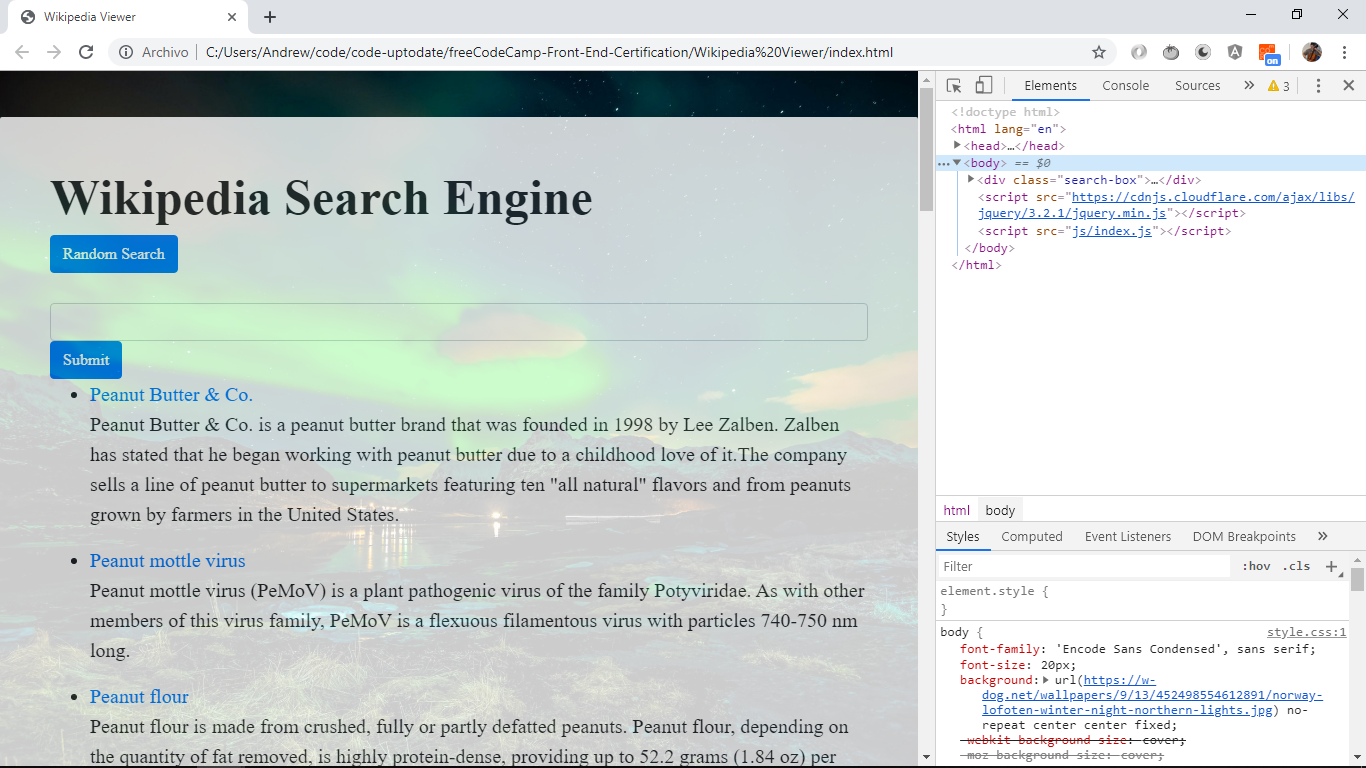 Wikipedia Viewer
Archivo
C:/Users/Andrew/code/code-uptodate/freeCodeCamp-Front-End-Certification/Wikipedia%20Viewer/index.html
on
Wikipedia Search Engine
Random Search
Submit
Peanut Butter & Co.
Peanut Butter & Co. is a peanut butter brand that was founded in 1998 by Lee Zalben. Zalben
has stated that he began working with peanut butter due to a childhood love of it.The company
sells a line of peanut butter to supermarkets featuring ten "all natural" flavors and from peanuts
grown by farmers in the United States.
Peanut mottle virus
Peanut mottle virus (PeMoV) is a plant pathogenic virus of the family Potyviridae. As with other
members of this virus family, PeMoV is a flexuous filamentous virus with particles 740-750 nm
long.
Peanut flour
Peanut flour is made from crushed, fully or partly defatted peanuts. Peanut flour, depending on
the quantity of fat removed, is highly protein-dense, providing up to 52.2 grams (1.84 oz) per
Elements Console Sources » 3
<!doctype html>
<html lang="en">
<head>…</head>
<body> == $0
<div class="search-box">…</div>
<script src="https://cdnjs.cloudflare.com/ajax/libs/
jquery/3.2.1/jquery.min.js"></script>
<script src="js/index.js"></script>
</body>
</html>
html body
Styles Computed Event Listeners DOM Breakpoints »
Filter :hov .cls +
element.style {
}
body { style.css:1
font-family: 'Encode Sans Condensed', sans serif;
font-size: 20px;
background: url(https://w-
dog.net/wallpapers/9/13/452498554612891/norway-
lofoten-winter-night-northern-lights.jpg) no-
repeat center center fixed;
-webkit-background-size: cover;
-moz-background-size: cover;